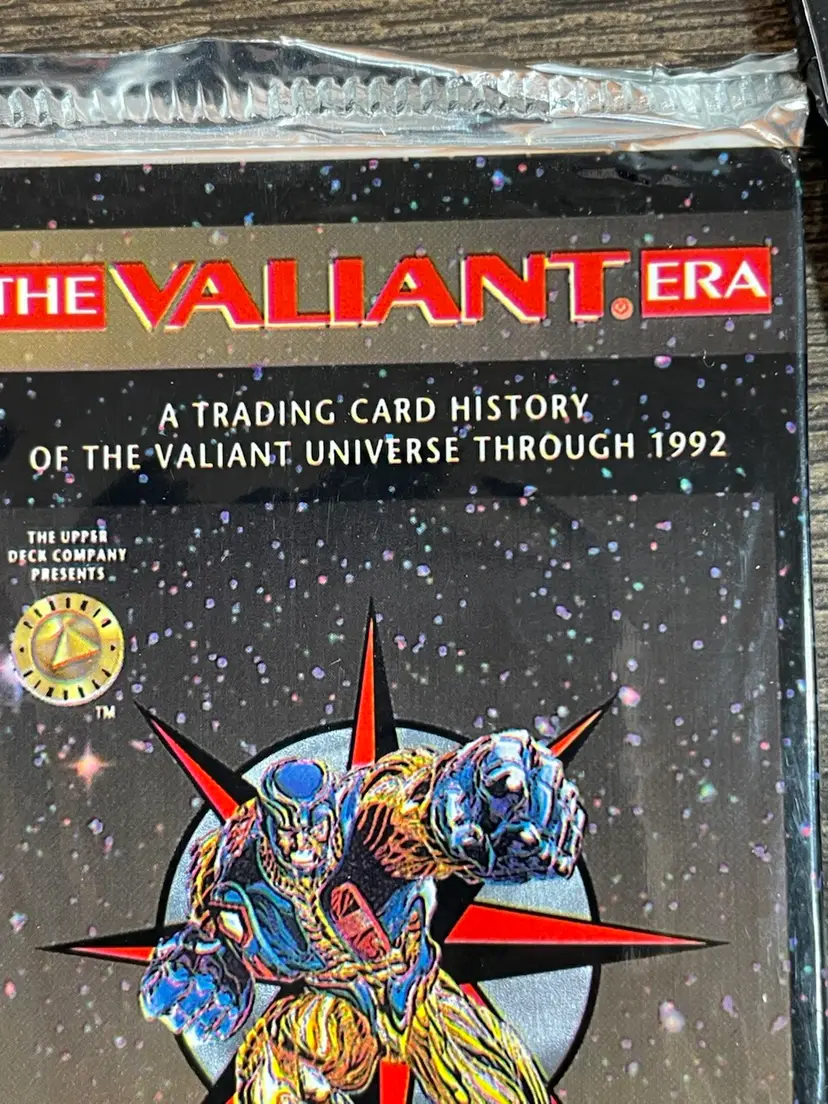 THE VALIANT. ERA
A TRADING CARD HISTORY
OF THE VALIANT UNIVERSE THROUGH 1992
THE UPPER
DECK COMPANY
PRESENTS
TM